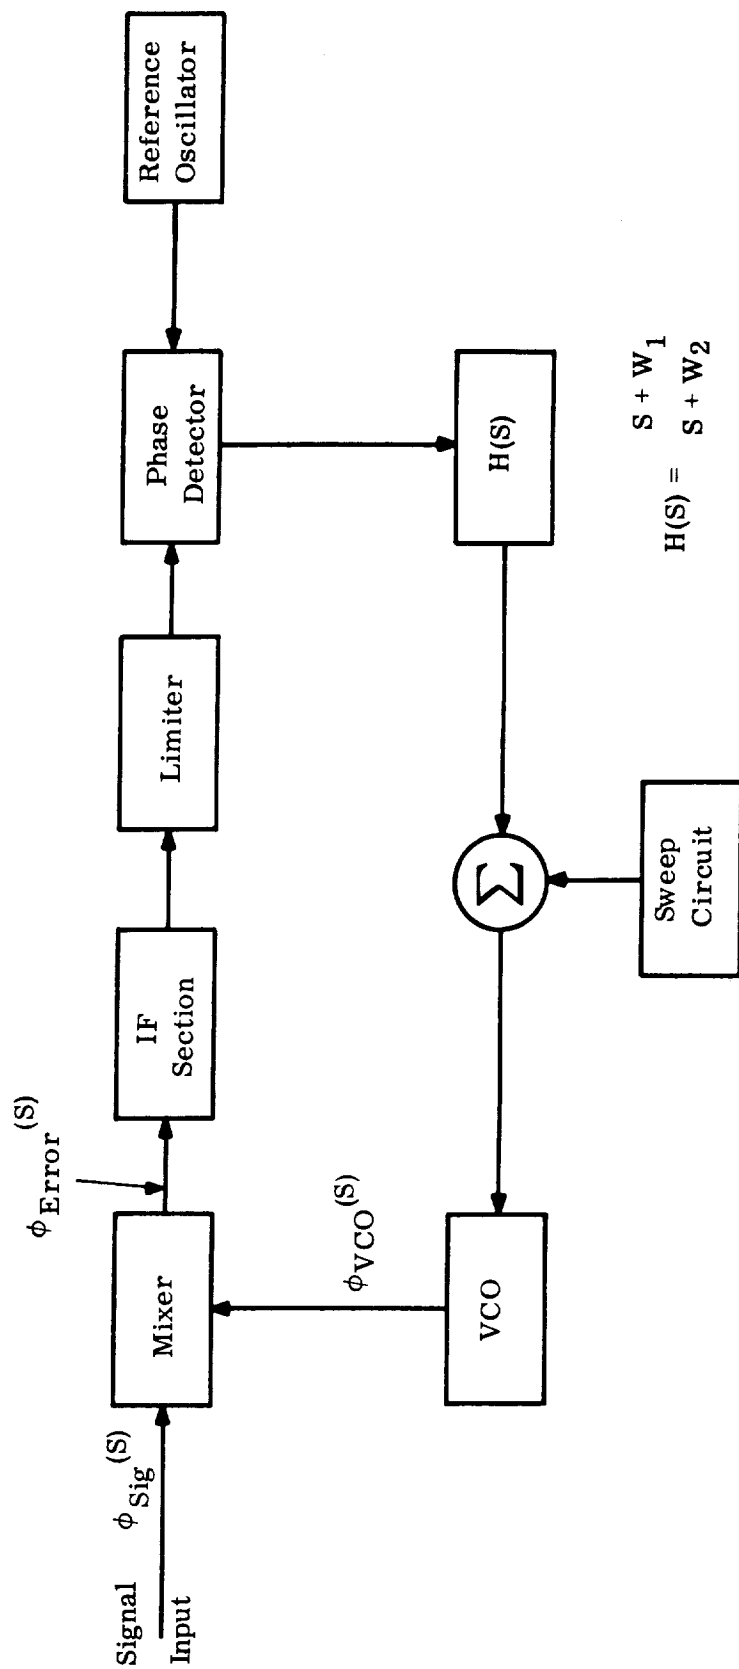 Signal
Input
ϕSig(S)
Mixer
ϕError(S)
IF
Section
Limiter
Phase
Detector
Reference
Oscillator
ϕVCO(S)
VCO
Σ
Sweep
Circuit
H(S)
H(S) = S + W1
S + W2